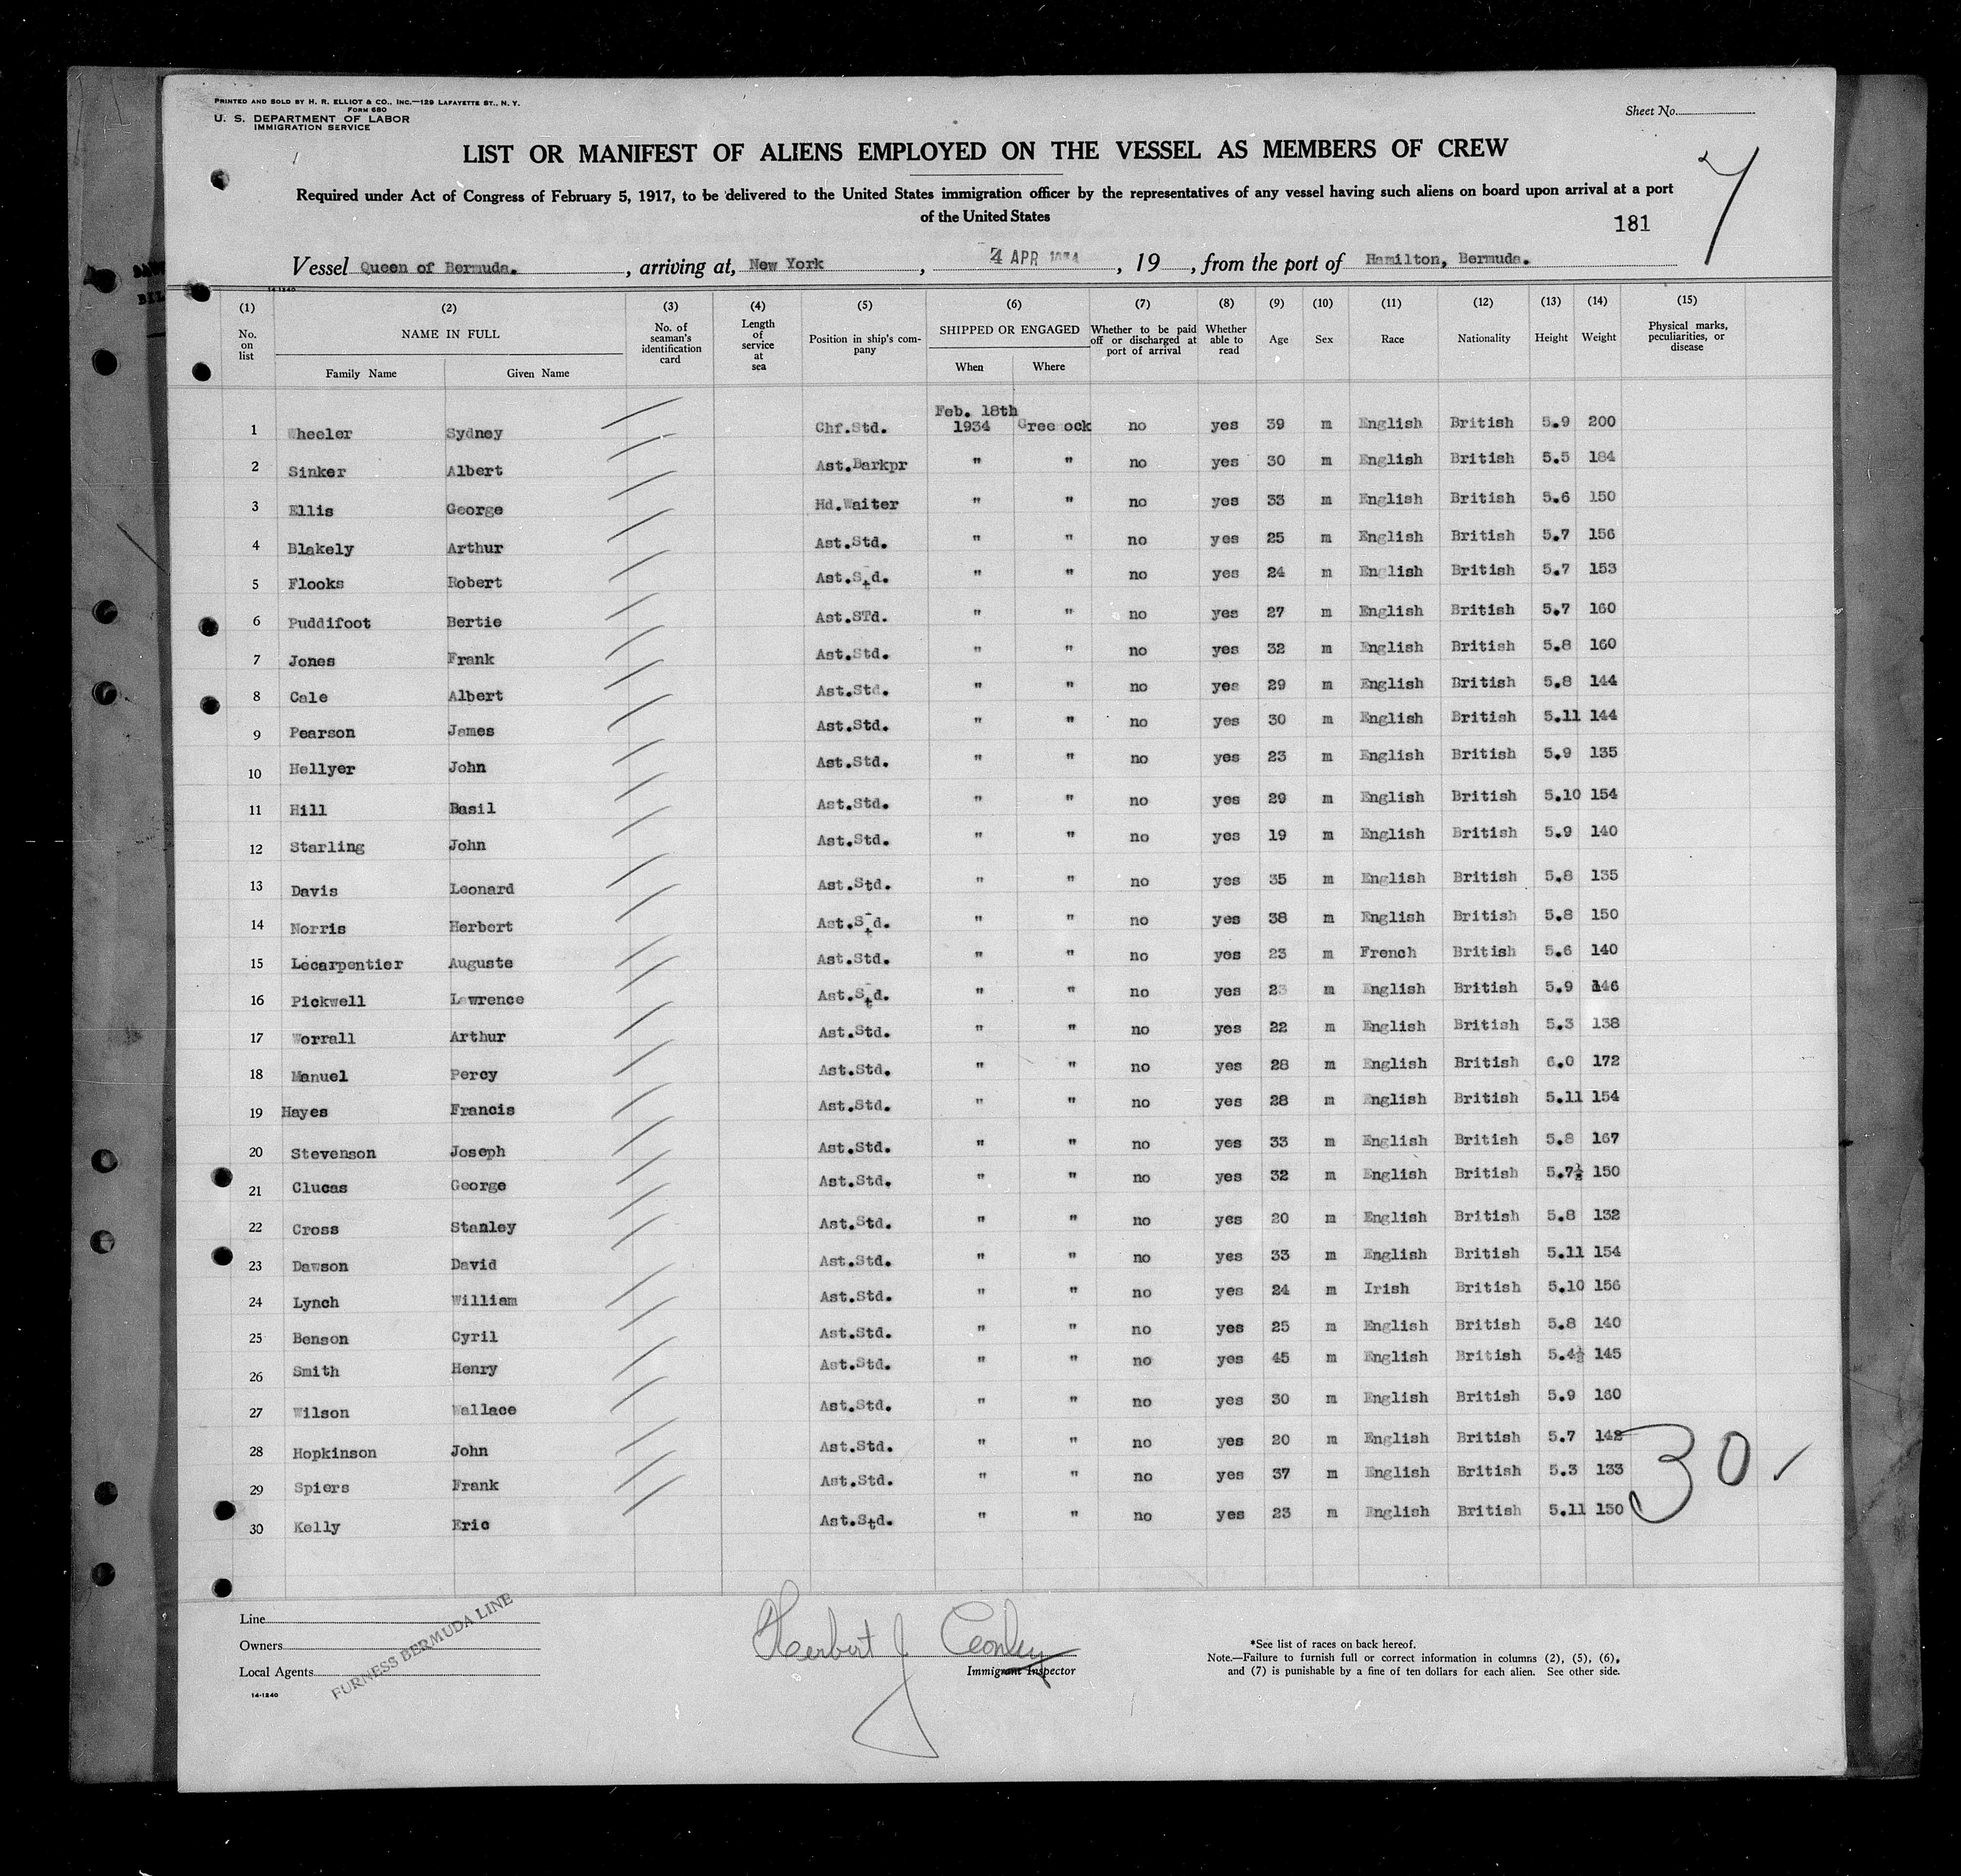 PRINTED AND SOLD BY H. R. ELLIOT & CO., INC.—129 LAFAYETTE ST., N. Y.
FORM 680
U. S. DEPARTMENT OF LABOR
IMMIGRATION SERVICE
Sheet No.
LIST OR MANIFEST OF ALIENS EMPLOYED ON THE VESSEL AS MEMBERS OF CREW
Required under Act of Congress of February 5, 1917, to be delivered to the United States immigration officer by the representatives of any vessel having such aliens on board upon arrival at a port
of the United States
181
7
Vessel Queen of Bermuda. , arriving at, New York , 4 APR 1934 , 19 , from the port of Hamilton, Bermuda.
14-1240
(1) (2) (3) (4) (5) (6) (7) (8) (9) (10) (11) (12) (13) (14) (15)
No. on list NAME IN FULL Family Name Given Name No. of seaman's identification card Length of service at sea Position in ship's company SHIPPED OR ENGAGED When Where Whether to be paid off or discharged at port of arrival Whether able to read Age Sex Race Nationality Height Weight Physical marks, peculiarities, or disease
Feb. 18th
1 Wheeler Sydney Chf.Std. 1934 Gree ock no yes 39 m English British 5.9 200
2 Sinker Albert Ast.Barkpr " " no yes 30 m English British 5.5 184
3 Ellis George Hd.Waiter " " no yes 33 m English British 5.6 150
4 Blakely Arthur Ast.Std. " " no yes 25 m English British 5.7 156
5 Flooks Robert Ast.Std. " " no yes 24 m English British 5.7 153
6 Puddifoot Bertie Ast.STd. " " no yes 27 m English British 5.7 160
7 Jones Frank Ast.Std. " " no yes 32 m English British 5.8 160
8 Cale Albert Ast.Std. " " no yes 29 m English British 5.8 144
9 Pearson James Ast.Std. " " no yes 30 m English British 5.11 144
10 Hellyer John Ast.Std. " " no yes 23 m English British 5.9 135
11 Hill Basil Ast.Std. " " no yes 29 m English British 5.10 154
12 Starling John Ast.Std. " " no yes 19 m English British 5.9 140
13 Davis Leonard Ast.Std. " " no yes 35 m English British 5.8 135
14 Norris Herbert Ast.Std. " " no yes 38 m English British 5.8 150
15 Lecarpentier Auguste Ast.Std. " " no yes 23 m French British 5.6 140
16 Pickwell Lawrence Ast.Std. " " no yes 23 m English British 5.9 146
17 Worrall Arthur Ast.Std. " " no yes 22 m English British 5.3 138
18 Manuel Percy Ast.Std. " " no yes 28 m English British 6.0 172
19 Hayes Francis Ast.Std. " " no yes 28 m English British 5.11 154
20 Stevenson Joseph Ast.Std. " " no yes 33 m English British 5.8 167
21 Clucas George Ast.Std. " " no yes 32 m English British 5.7½ 150
22 Cross Stanley Ast.Std. " " no yes 20 m English British 5.8 132
23 Dawson David Ast.Std. " " no yes 33 m English British 5.11 154
24 Lynch William Ast.Std. " " no yes 24 m Irish British 5.10 156
25 Benson Cyril Ast.Std. " " no yes 25 m English British 5.8 140
26 Smith Henry Ast.Std. " " no yes 45 m English British 5.4½ 145
27 Wilson Wallace Ast.Std. " " no yes 30 m English British 5.9 160
28 Hopkinson John Ast.Std. " " no yes 20 m English British 5.7 142
29 Spiers Frank Ast.Std. " " no yes 37 m English British 5.3 133
30 Kelly Eric Ast.Std. " " no yes 23 m English British 5.11 150
30 ✓
Line
Owners
Local Agents
FURNESS BERMUDA LINE
14-1240
Herbert J Conley
Immigrant Inspector
*See list of races on back hereof.
Note.—Failure to furnish full or correct information in columns (2), (5), (6),
and (7) is punishable by a fine of ten dollars for each alien. See other side.